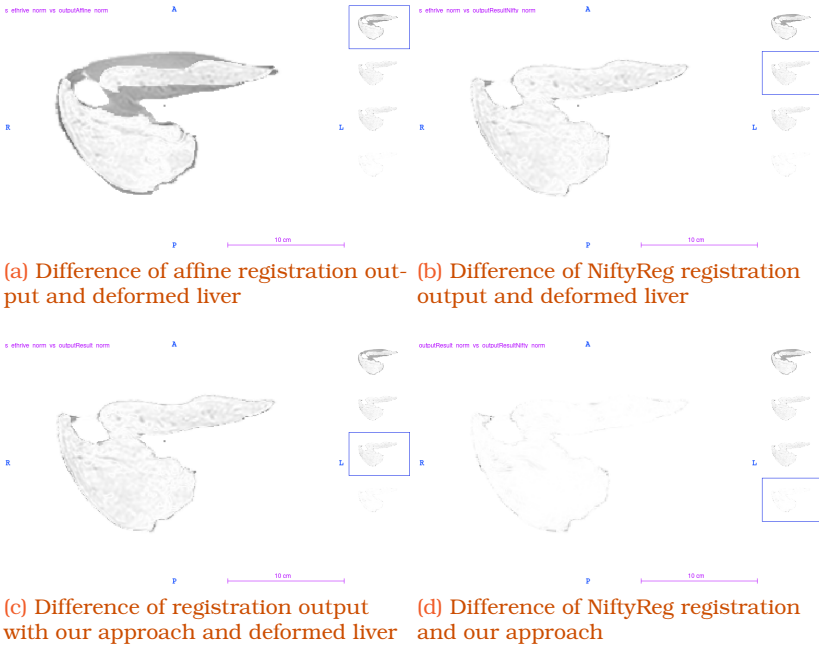 s ethrive norm vs outputAffine norm
A
R
L
P
10 cm
s ethrive norm vs outputResultNifty norm
A
R
L
P
10 cm
(a) Difference of affine registration out-
put and deformed liver
(b) Difference of NiftyReg registration
output and deformed liver
s ethrive norm vs outputResult norm
A
R
L
P
10 cm
outputResult norm vs outputResultNifty norm
A
R
L
P
10 cm
(c) Difference of registration output
with our approach and deformed liver
(d) Difference of NiftyReg registration
and our approach